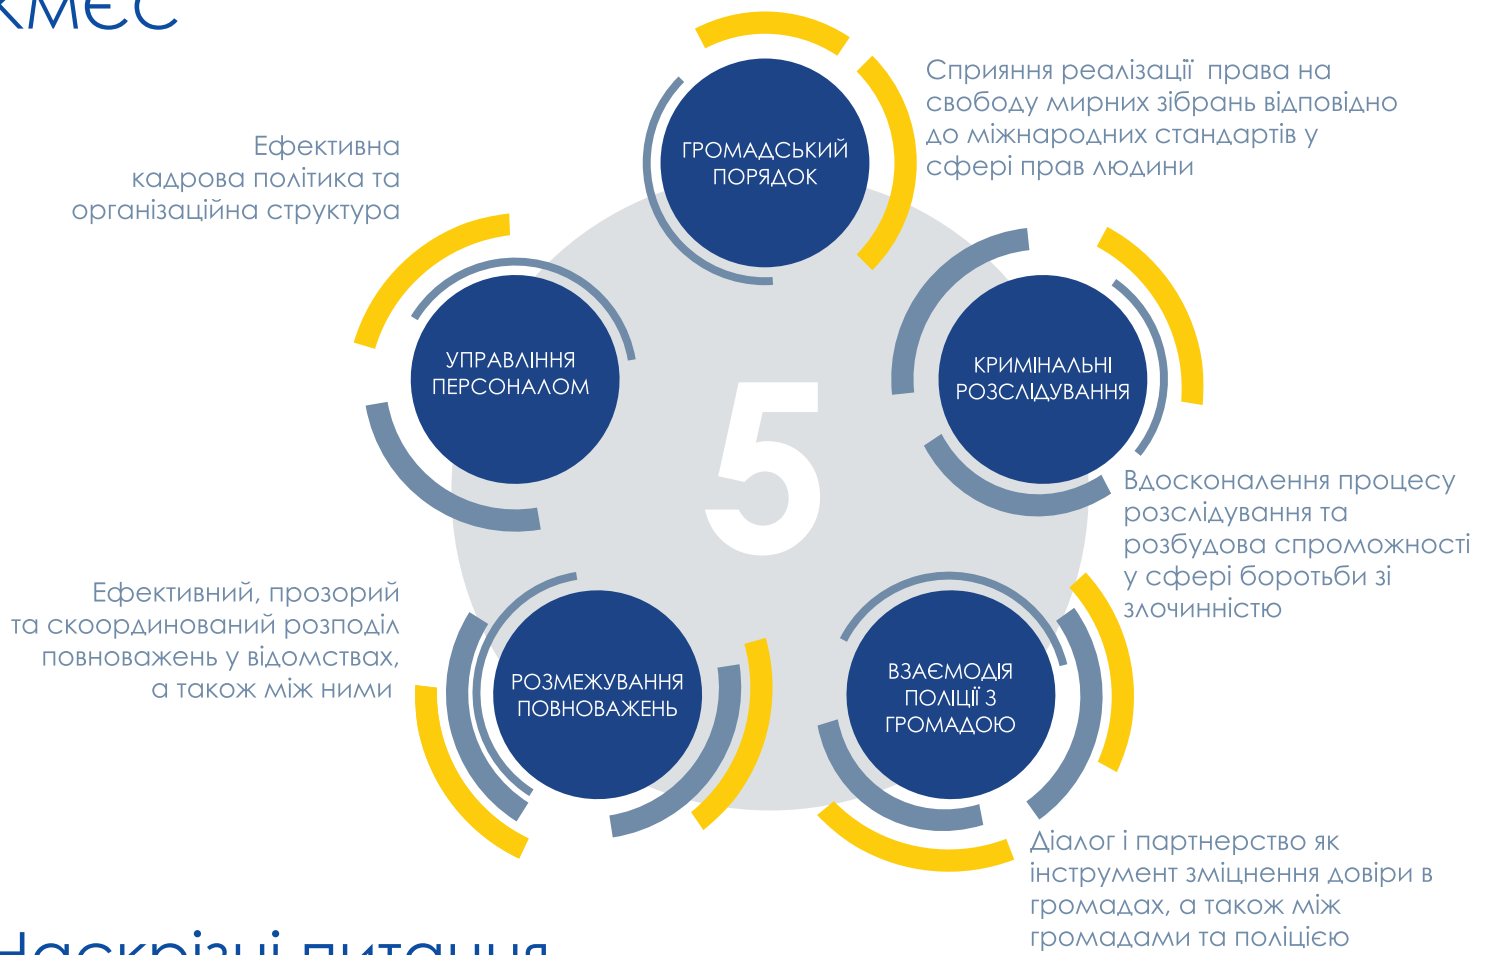 КМЄС
Ефективна
кадрова політика та
організаційна структура
ГРОМАДСЬКИЙ
ПОРЯДОК
Сприяння реалізації права на
свободу мирних зібрань відповідно
до міжнародних стандартів у
сфері прав людини
УПРАВЛІННЯ
ПЕРСОНАЛОМ
5
КРИМІНАЛЬНІ
РОЗСЛІДУВАННЯ
Вдосконалення процесу
розслідування та
розбудова спроможності
у сфері боротьби зі
злочинністю
Ефективний, прозорий
та скоординований розподіл
повноважень у відомствах,
а також між ними
РОЗМЕЖУВАННЯ
ПОВНОВАЖЕНЬ
ВЗАЄМОДІЯ
ПОЛІЦІЇ З
ГРОМАДОЮ
Діалог і партнерство як
інструмент зміцнення довіри в
громадах, а також між
громадами та поліцією
Наскрізні питання